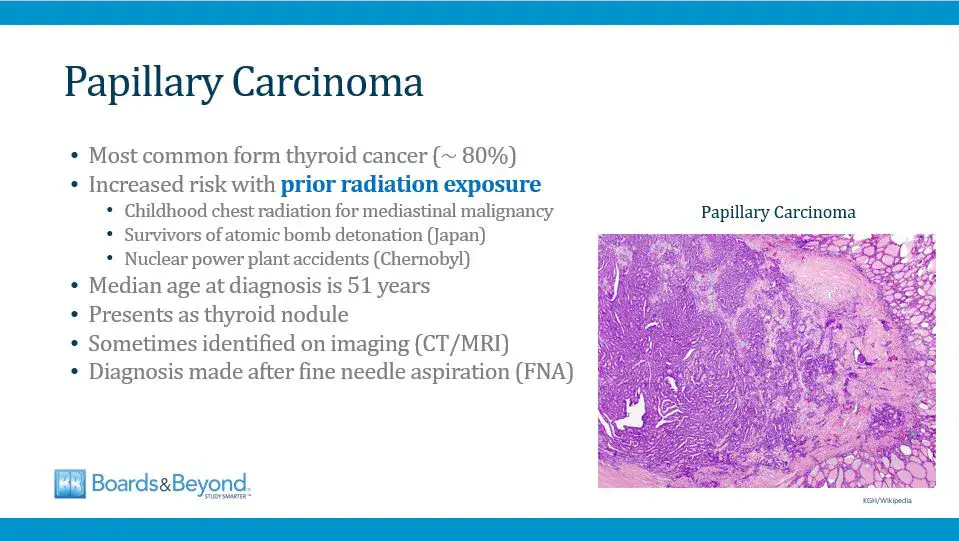 Papillary Carcinoma
• Most common form thyroid cancer (~ 80%)
• Increased risk with prior radiation exposure
• Childhood chest radiation for mediastinal malignancy
• Survivors of atomic bomb detonation (Japan)
• Nuclear power plant accidents (Chernobyl)
• Median age at diagnosis is 51 years
• Presents as thyroid nodule
• Sometimes identified on imaging (CT/MRI)
• Diagnosis made after fine needle aspiration (FNA)
Papillary Carcinoma
KGH/Wikipedia
BB Boards&Beyond™
STUDY SMARTER™